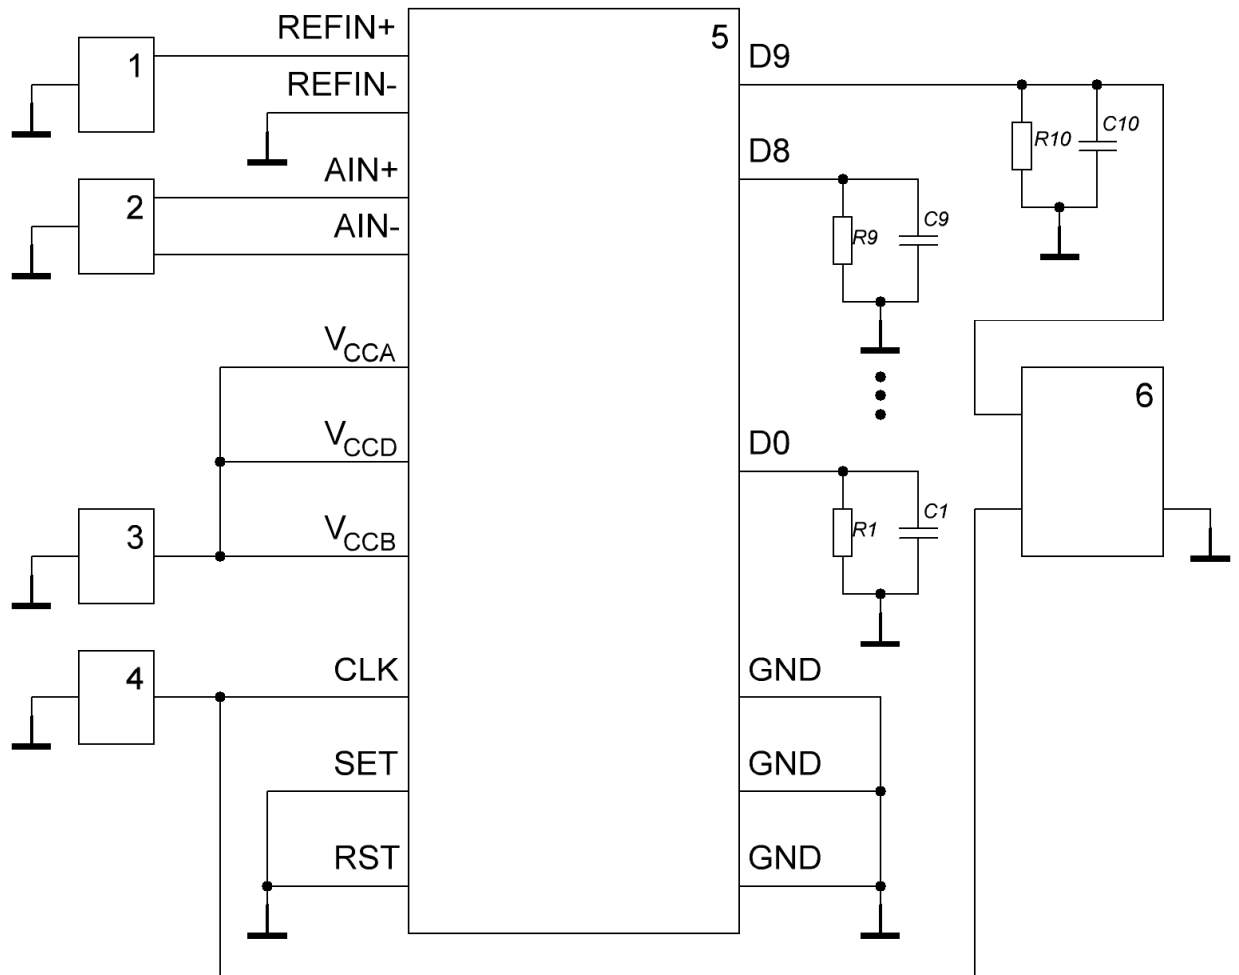 REFIN+
1
REFIN-
AIN+
2
AIN-
VCCA
VCCD
3
VCCB
4
CLK
SET
RST
5
D9
R10
C10
D8
R9
C9
D0
R1
C1
6
GND
GND
GND